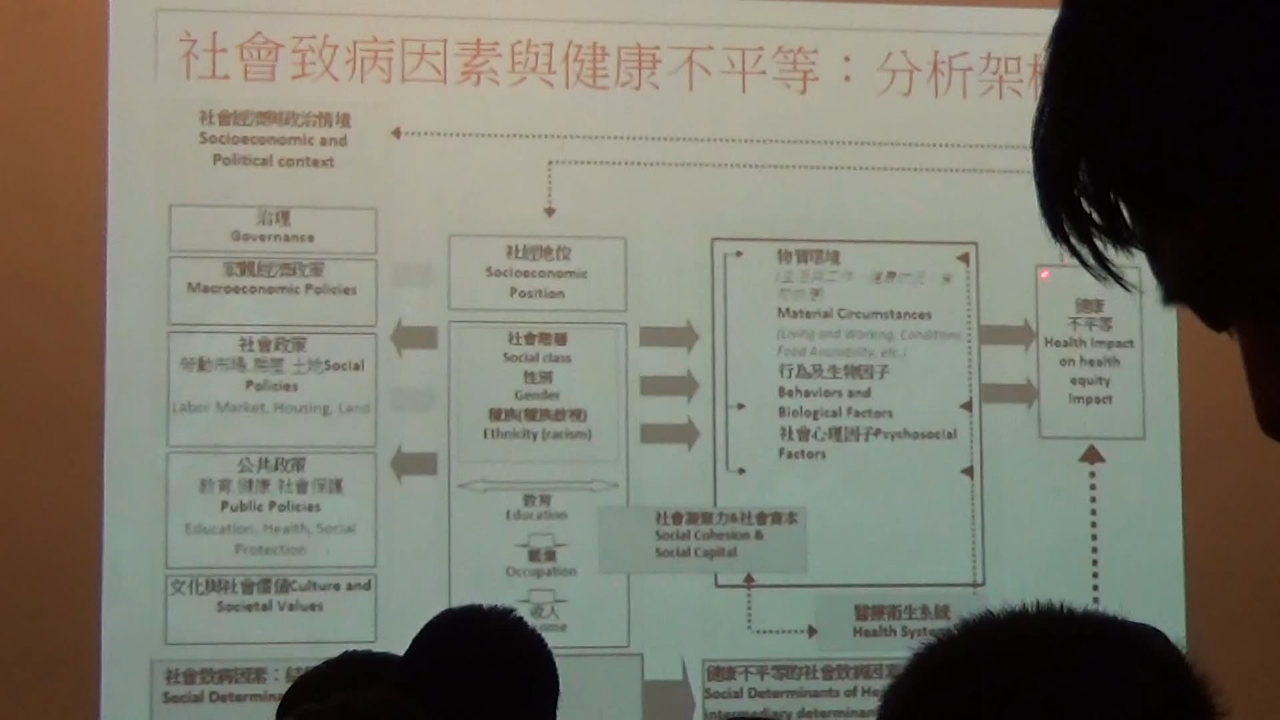 社會致病因素與健康不平等：分析架
社會經濟與政治情境
Socioeconomic and
Political context
治理
Governance
宏觀經濟政策
Macroeconomic Policies
社會政策
勞動市場 房屋 土地Social
Policies
Labor Market, Housing, Land
公共政策
教育 健康 社會保護
Public Policies
Education, Health, Social
Protection
文化與社會價值Culture and
Societal Values
社經地位
Socioeconomic
Position
社會階層
Social class
性別
Gender
種族(種族歧視)
Ethnicity (racism)
教育
Education
職業
Occupation
收入
物質環境
Material Circumstances
(Living and Working, Conditions,
Food Availability, etc.)
行為及生物因子
Behaviors and
Biological Factors
社會心理因子Psychosocial
Factors
社會凝聚力&社會資本
Social Cohesion &
Social Capital
醫療衛生系統
Health
健康
不平等
Health Impact
on health
equity
Impact
社會致病因素：
Social
健康不平等的社會致病因素
Social Determinants of
intermediary